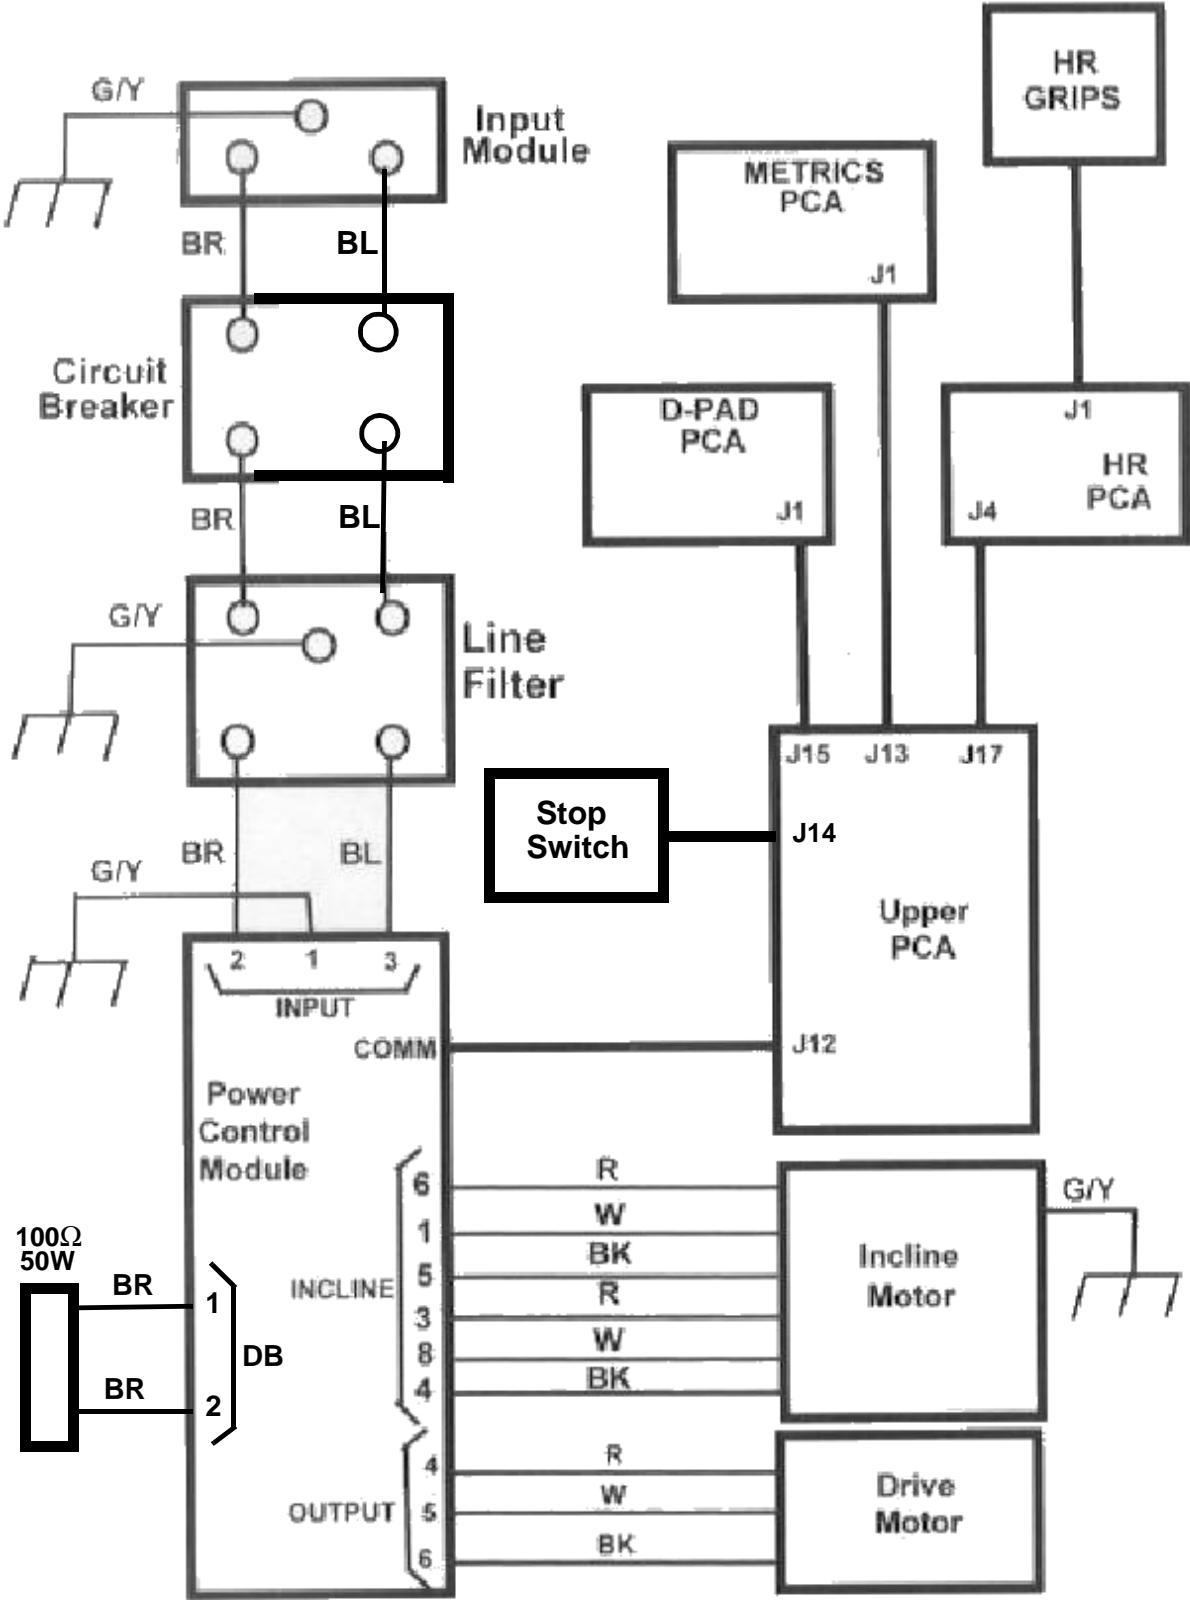 G/Y
Input
Module
BR
BL
Circuit
Breaker
BR
BL
G/Y
Line
Filter
BR
BL
G/Y
2 1 3
INPUT
COMM
Power
Control
Module
6
1
5
INCLINE
3
8
4
100Ω
50W
BR
1
DB
BR
2
4
OUTPUT
5
6
HR
GRIPS
METRICS
PCA
J1
D-PAD
PCA
J1
J1
HR
PCA
J4
J15 J13 J17
Stop
Switch
J14
Upper
PCA
J12
R
W
BK
R
W
BK
Incline
Motor
G/Y
R
W
BK
Drive
Motor